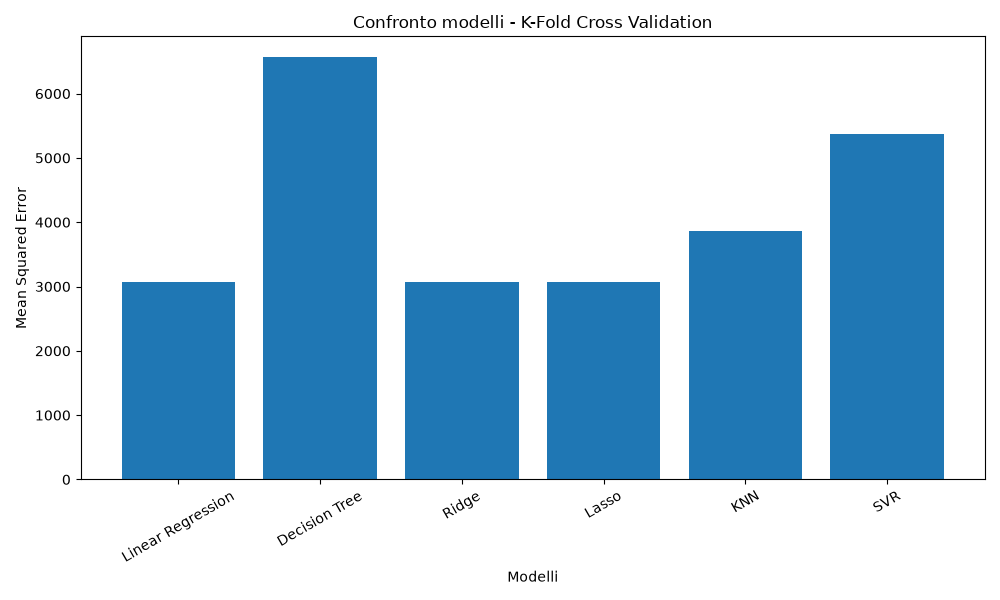 Confronto modelli - K-Fold Cross Validation
Mean Squared Error
6000
5000
4000
3000
2000
1000
0
Linear Regression
Decision Tree
Ridge
Lasso
KNN
SVR
Modelli